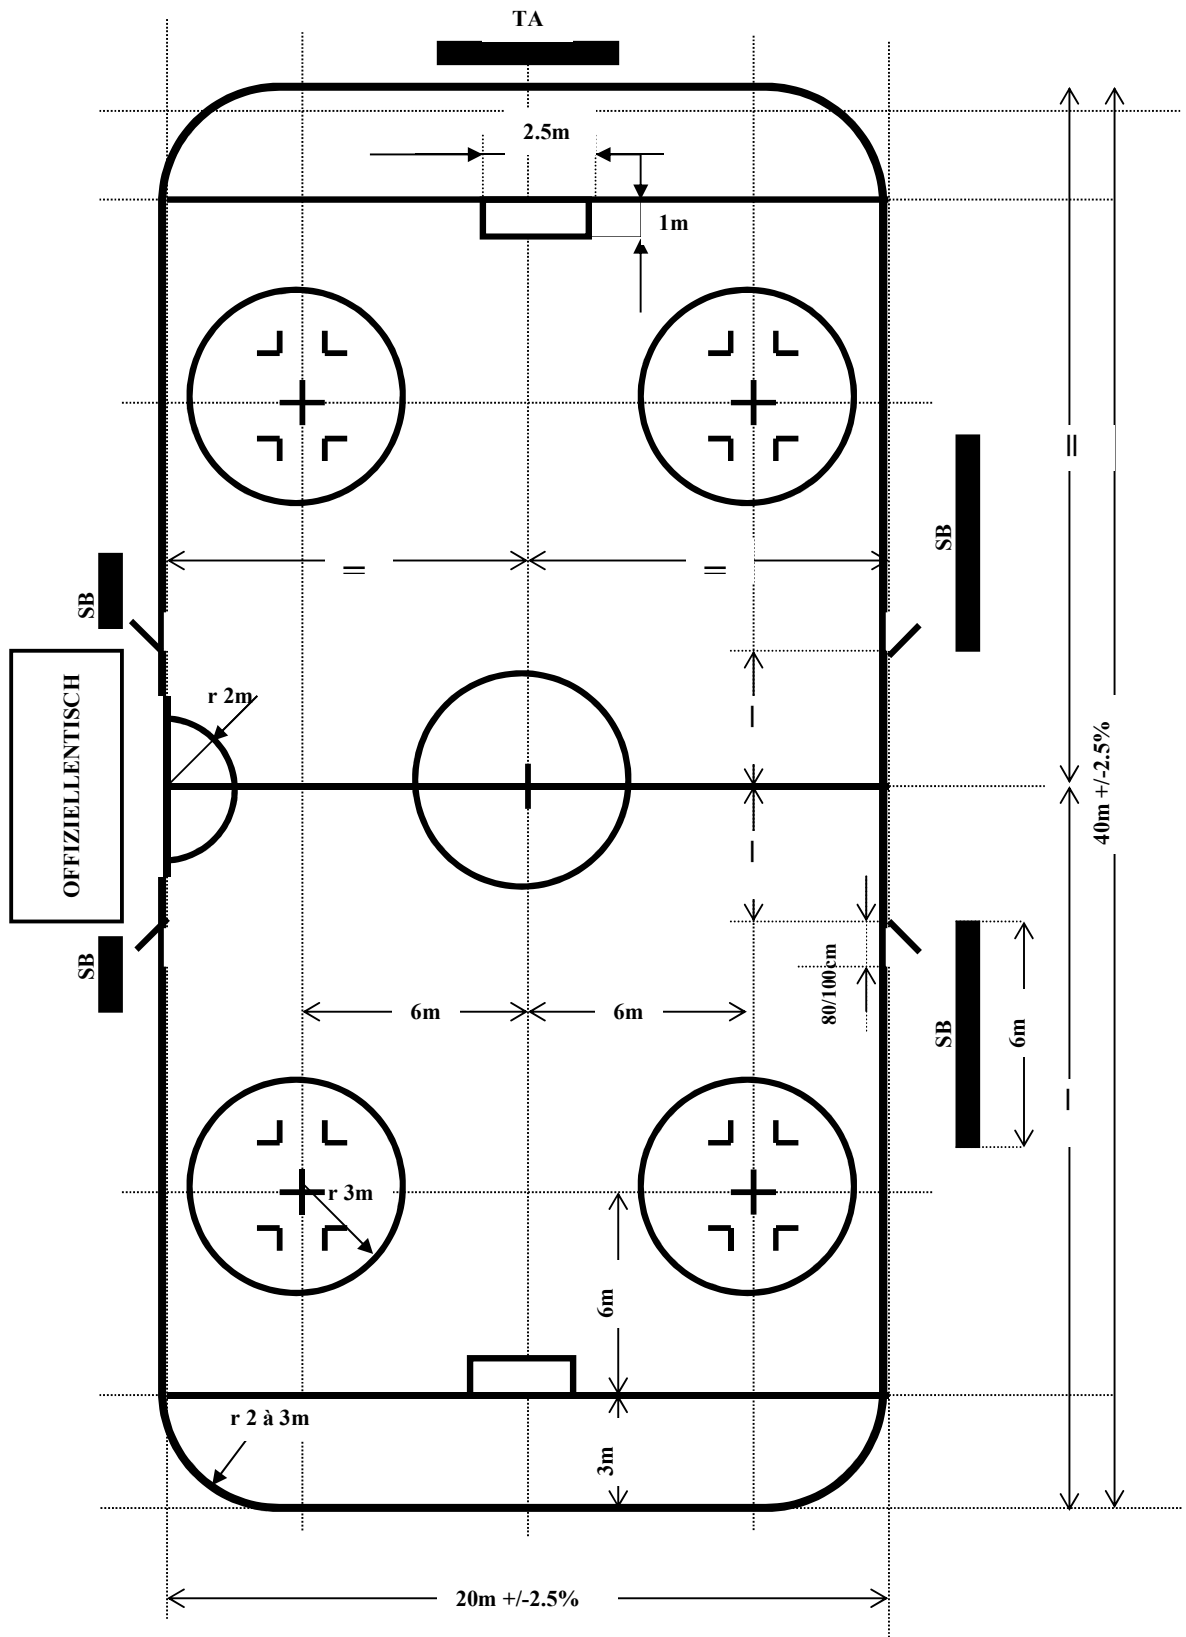 TA
2.5m
1m
SB
SB
r 2m
OFFIZIELLENTISCH
40m +/-2.5%
80/100cm
SB
6m
6m
SB
6m
r 3m
6m
r 2 à 3m
3m
20m +/-2.5%